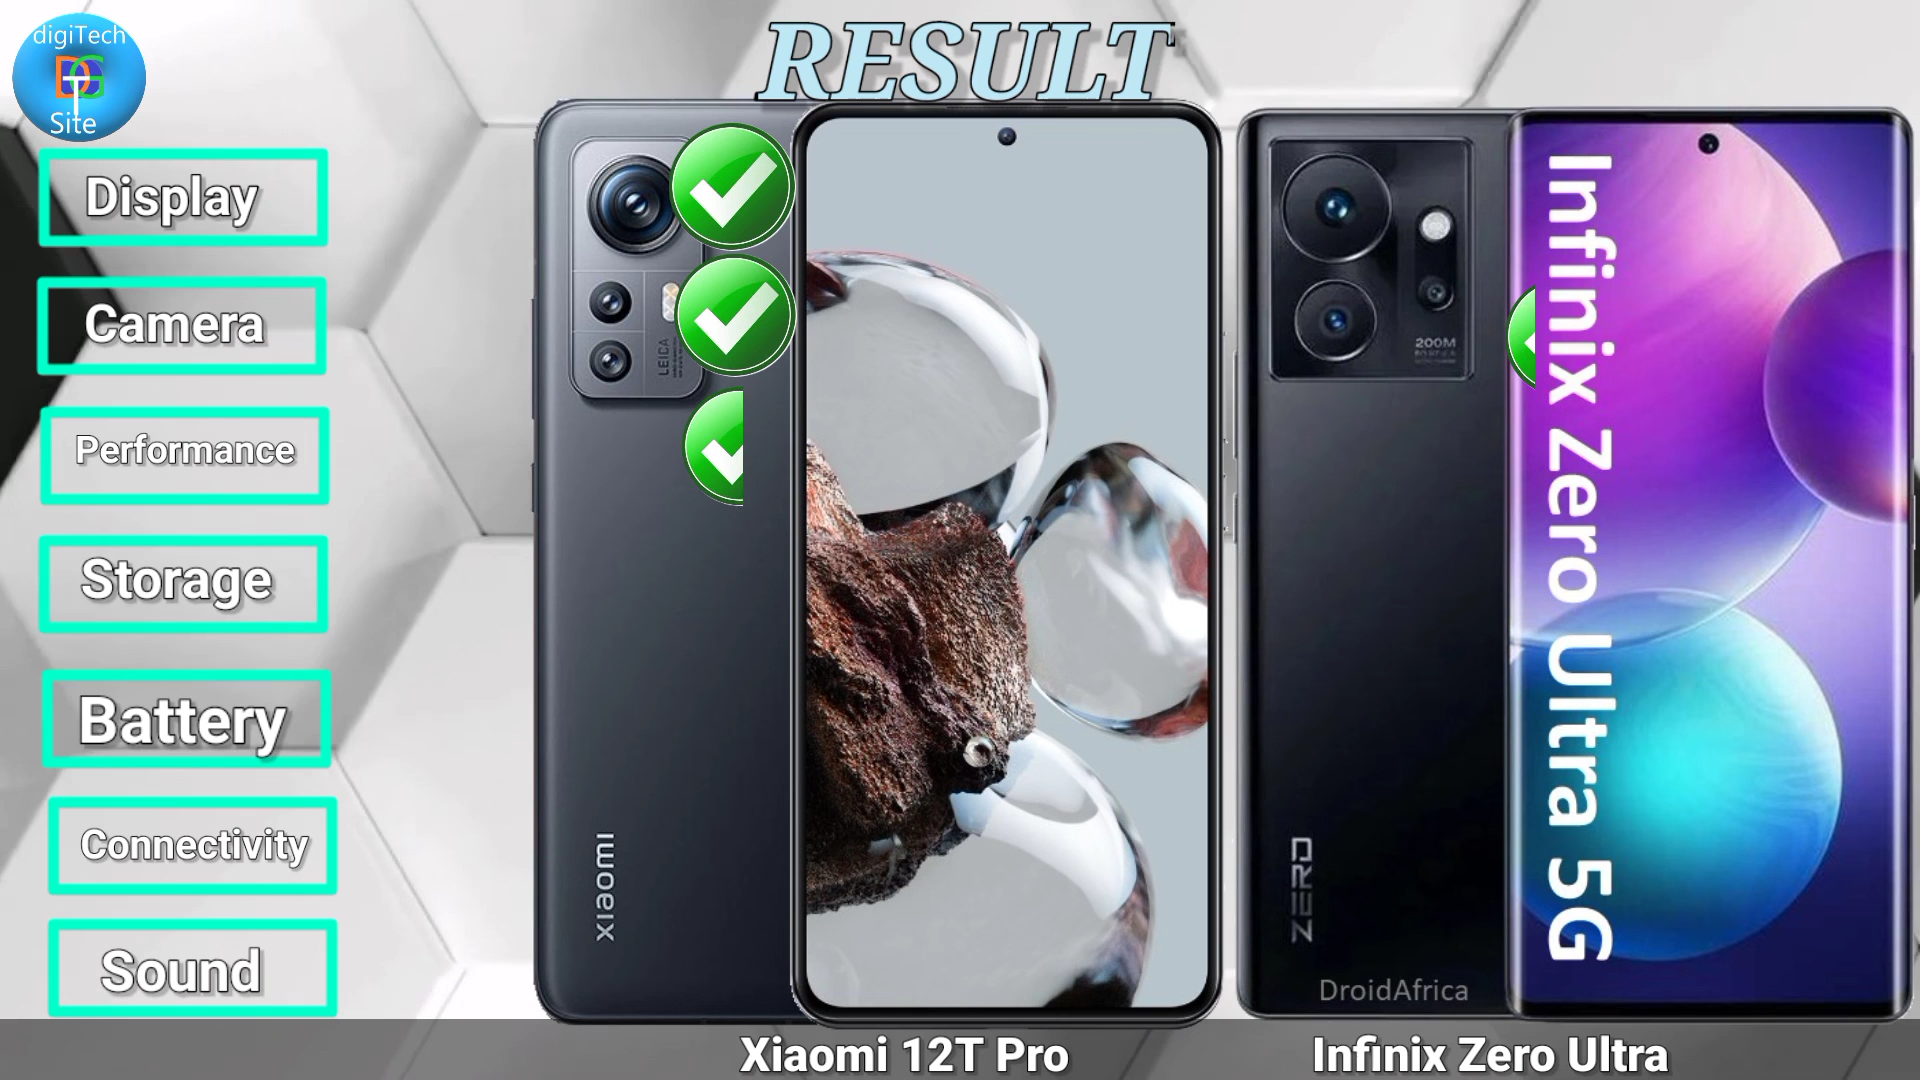 digiTech
DG
T
Site
RESULT
Display
Camera
Performance
Storage
Battery
Connectivity
Sound
LEICA
xiaomi
200M
ZERO
DroidAfrica
Infinix Zero Ultra 5G
Xiaomi 12T Pro
Infinix Zero Ultra